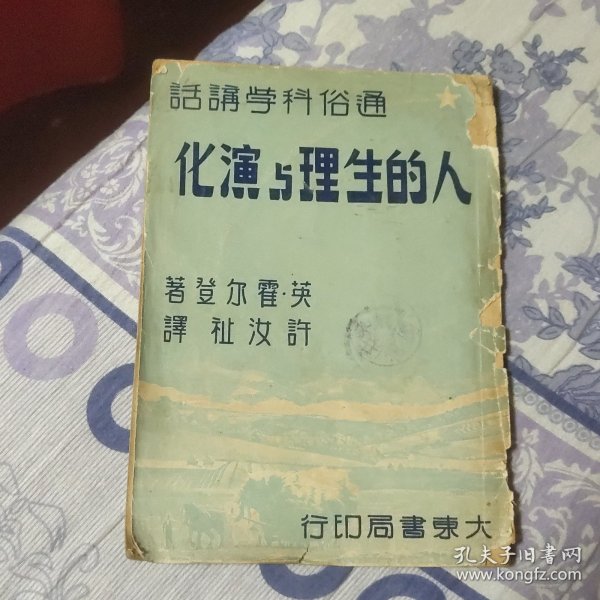 通俗科学講話
人的生理与演化
英·霍尔登著
許汝祉譯
大東書局印行
孔夫子旧书网
www.kongfz.com